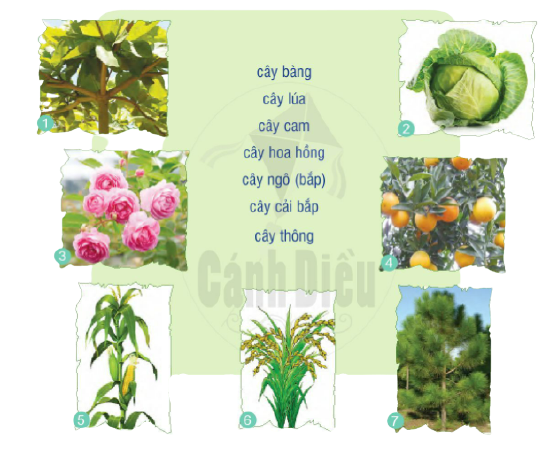 cây bàng
cây lúa
cây cam
cây hoa hồng
cây ngô (bắp)
cây cải bắp
cây thông
Cánh Diều
1
2
3
4
5
6
7